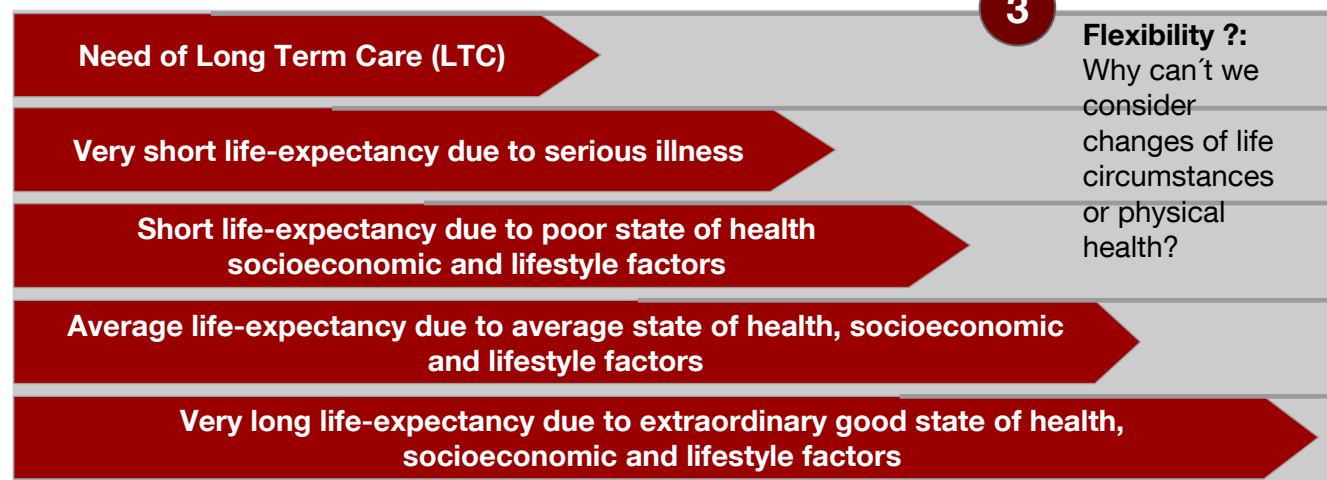 3
Need of Long Term Care (LTC)
Flexibility ?:
Why can´t we
consider
changes of life
circumstances
or physical
health?
Very short life-expectancy due to serious illness
Short life-expectancy due to poor state of health
socioeconomic and lifestyle factors
Average life-expectancy due to average state of health, socioeconomic
and lifestyle factors
Very long life-expectancy due to extraordinary good state of health,
socioeconomic and lifestyle factors